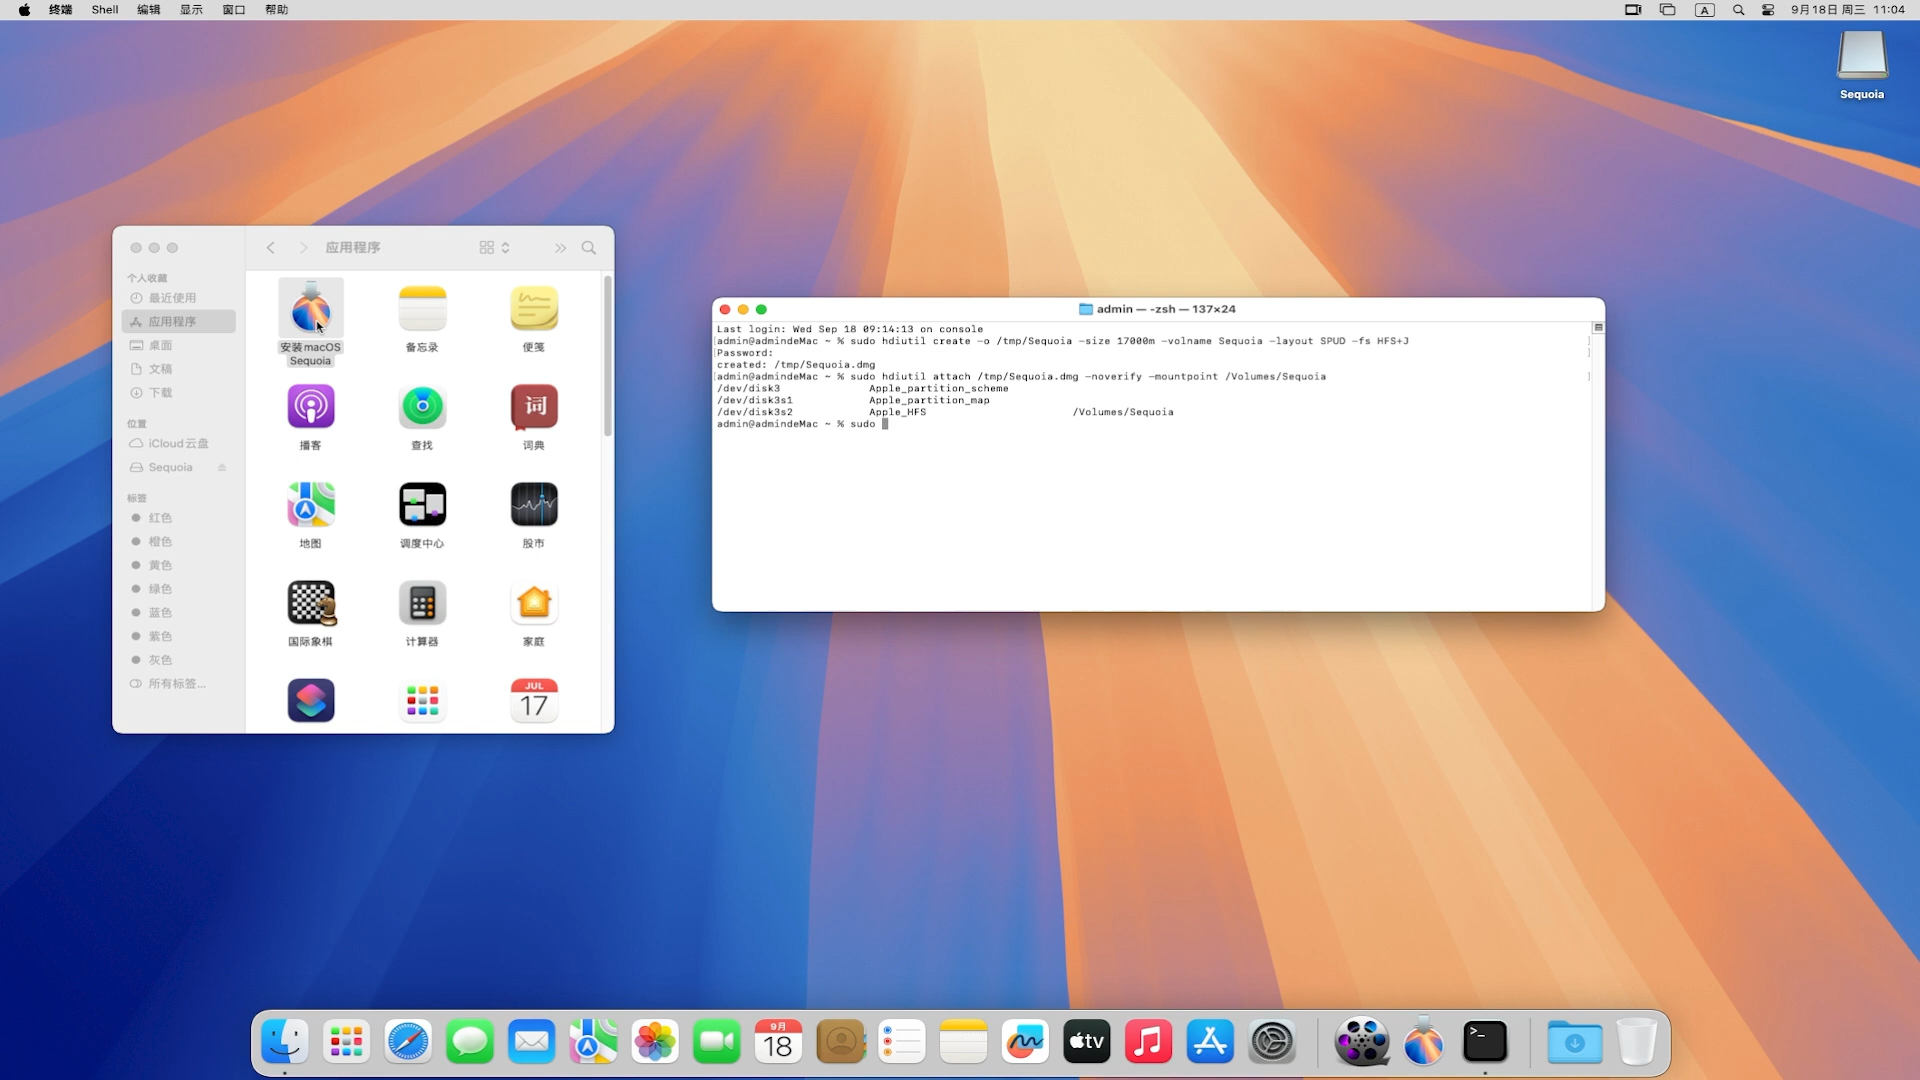 终端 Shell 编辑 显示 窗口 帮助
A 9月18日 周三 11:04
Sequoia
应用程序
个人收藏
最近使用
应用程序
桌面
文稿
下载
位置
iCloud云盘
Sequoia
标签
红色
橙色
黄色
绿色
蓝色
紫色
灰色
所有标签...
安装macOS
Sequoia
备忘录
便笺
播客
查找
词
词典
地图
调度中心
股市
国际象棋
计算器
家庭
JUL
17
admin — -zsh — 137×24
Last login: Wed Sep 18 09:14:13 on console
[admin@admindeMac ~ % sudo hdiutil create -o /tmp/Sequoia -size 17000m -volname Sequoia -layout SPUD -fs HFS+J ]
[Password: ]
created: /tmp/Sequoia.dmg
[admin@admindeMac ~ % sudo hdiutil attach /tmp/Sequoia.dmg -noverify -mountpoint /Volumes/Sequoia ]
/dev/disk3 Apple_partition_scheme
/dev/disk3s1 Apple_partition_map
/dev/disk3s2 Apple_HFS /Volumes/Sequoia
admin@admindeMac ~ % sudo
9月
18
tv
>_